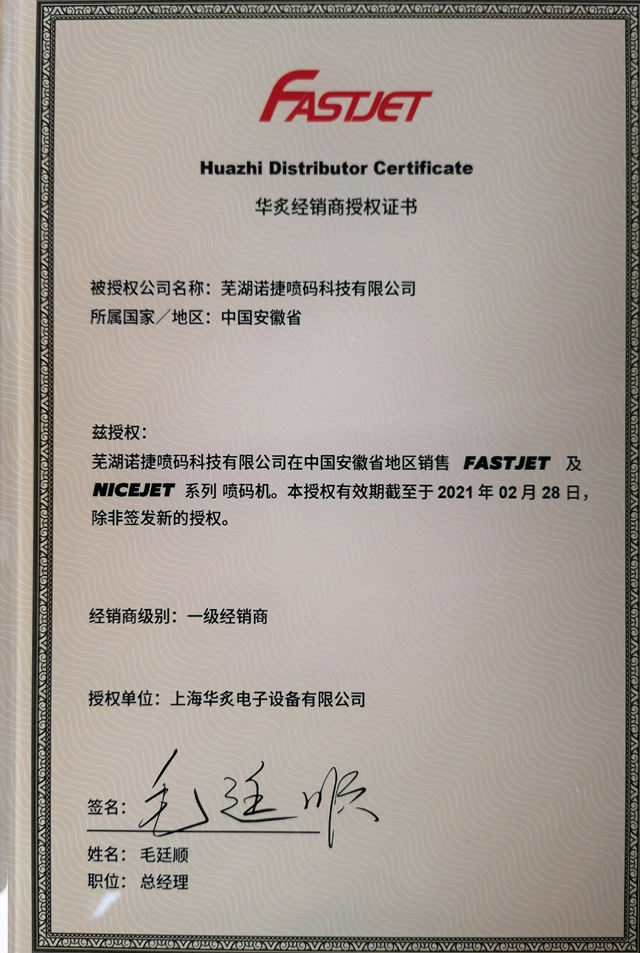 FASTJET
Huazhi Distributor Certificate
华炙经销商授权证书
被授权公司名称：芜湖诺捷喷码科技有限公司
所属国家／地区：中国安徽省
兹授权：
芜湖诺捷喷码科技有限公司在中国安徽省地区销售 FASTJET 及
NICEJET 系列 喷码机。本授权有效期截至于 2021 年 02 月 28 日，
除非签发新的授权。
经销商级别：一级经销商
授权单位：上海华炙电子设备有限公司
签名：毛廷顺
姓名：毛廷顺
职位：总经理